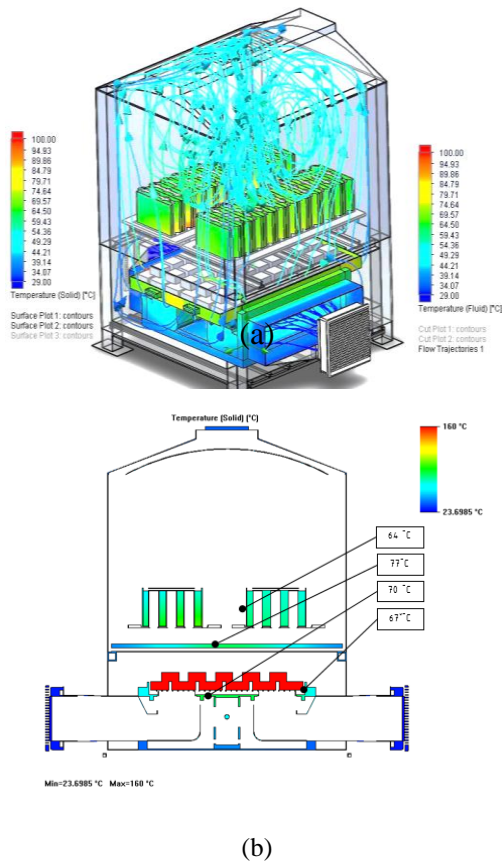 100.00
94.93
89.86
84.79
79.71
74.64
69.57
64.50
59.43
54.36
49.29
44.21
39.14
34.07
29.00
Temperature (Solid) [°C]
Surface Plot 1: contours
Surface Plot 2: contours
Surface Plot 3: contours
100.00
94.93
89.86
84.79
79.71
74.64
69.57
64.50
59.43
54.36
49.29
44.21
39.14
34.07
29.00
Temperature (Fluid) [°C]
Cut Plot 1: contours
Cut Plot 2: contours
Flow Trajectories 1
(a)
Temperature (Solid) [°C]
160 °C
23.6985 °C
64 °C
77°C
70 °C
67°C
Min=23.6985 °C Max=160 °C
(b)